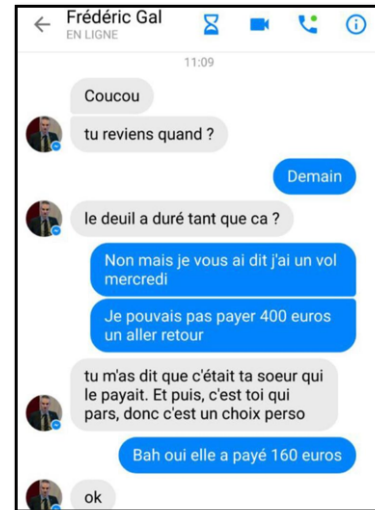 Frédéric Gal
EN LIGNE
11:09
Coucou
tu reviens quand ?
Demain
le deuil a duré tant que ca ?
Non mais je vous ai dit j'ai un vol
mercredi
Je pouvais pas payer 400 euros
un aller retour
tu m'as dit que c'était ta soeur qui
le payait. Et puis, c'est toi qui
pars, donc c'est un choix perso
Bah oui elle a payé 160 euros
ok